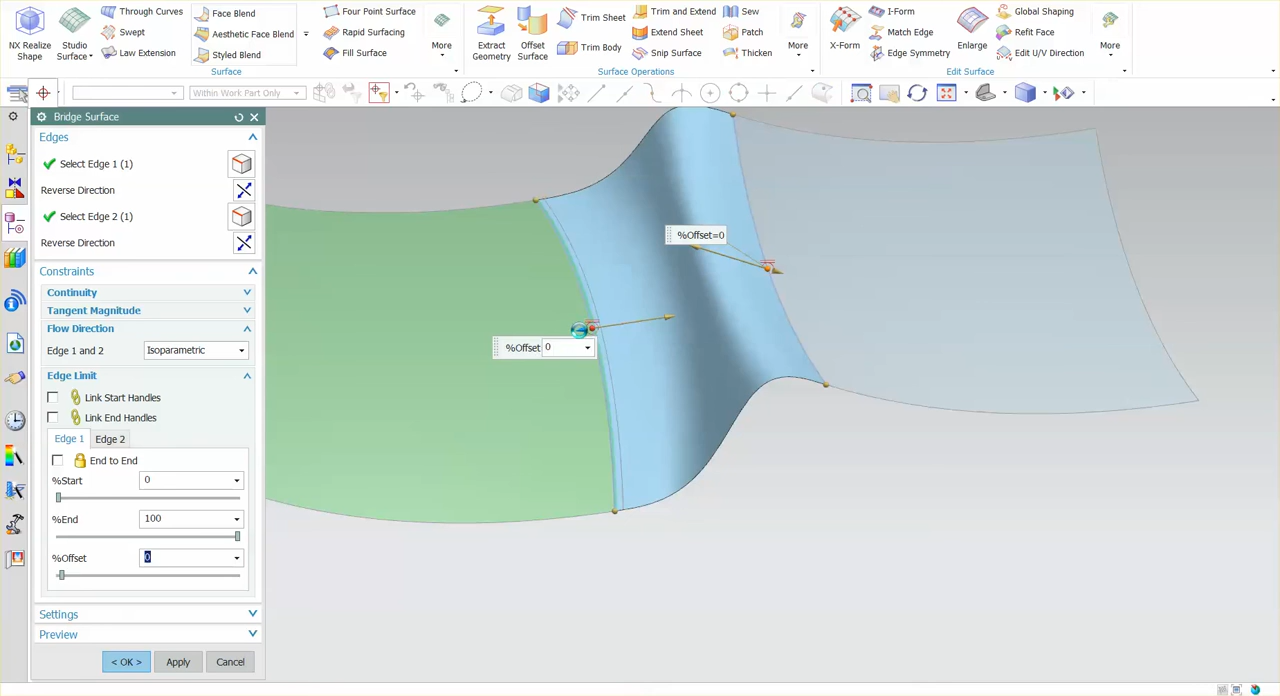 Through Curves
Swept
Law Extension
NX Realize
Shape
Studio
Surface
Face Blend
Aesthetic Face Blend
Styled Blend
Four Point Surface
Rapid Surfacing
Fill Surface
More
Surface
Extract
Geometry
Offset
Surface
Trim Sheet
Trim Body
Trim and Extend
Extend Sheet
Snip Surface
Sew
Patch
Thicken
More
Surface Operations
X-Form
I-Form
Match Edge
Edge Symmetry
Enlarge
Global Shaping
Refit Face
Edit U/V Direction
More
Edit Surface
Within Work Part Only
Bridge Surface
Edges
Select Edge 1 (1)
Reverse Direction
Select Edge 2 (1)
Reverse Direction
Constraints
Continuity
Tangent Magnitude
Flow Direction
Edge 1 and 2 Isoparametric
Edge Limit
Link Start Handles
Link End Handles
Edge 1 Edge 2
End to End
%Start 0
%End 100
%Offset 0
Settings
Preview
< OK > Apply Cancel
%Offset=0
%Offset 0